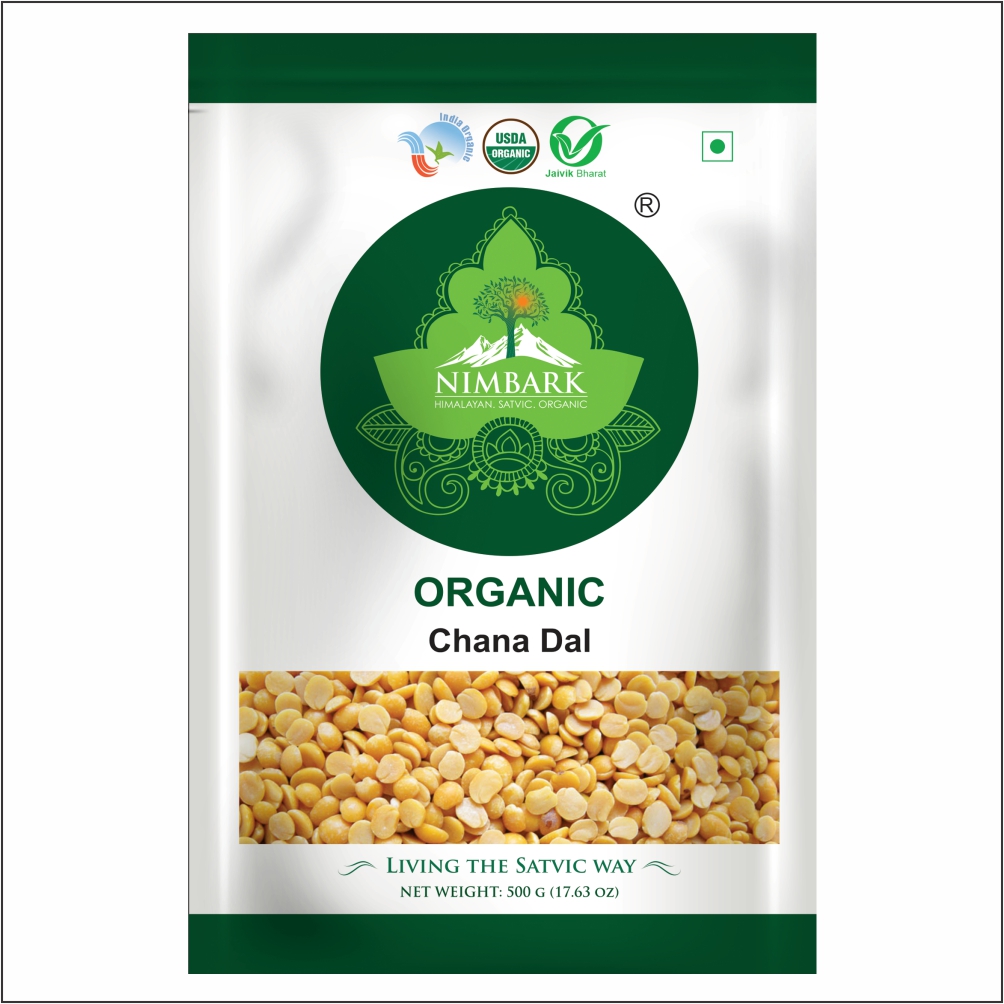 India Organic
USDA
ORGANIC
Jaivik Bharat
®
NIMBARK
HIMALAYAN. SATVIC. ORGANIC
ORGANIC
Chana Dal
LIVING THE SATVIC WAY
NET WEIGHT: 500 G (17.63 OZ)